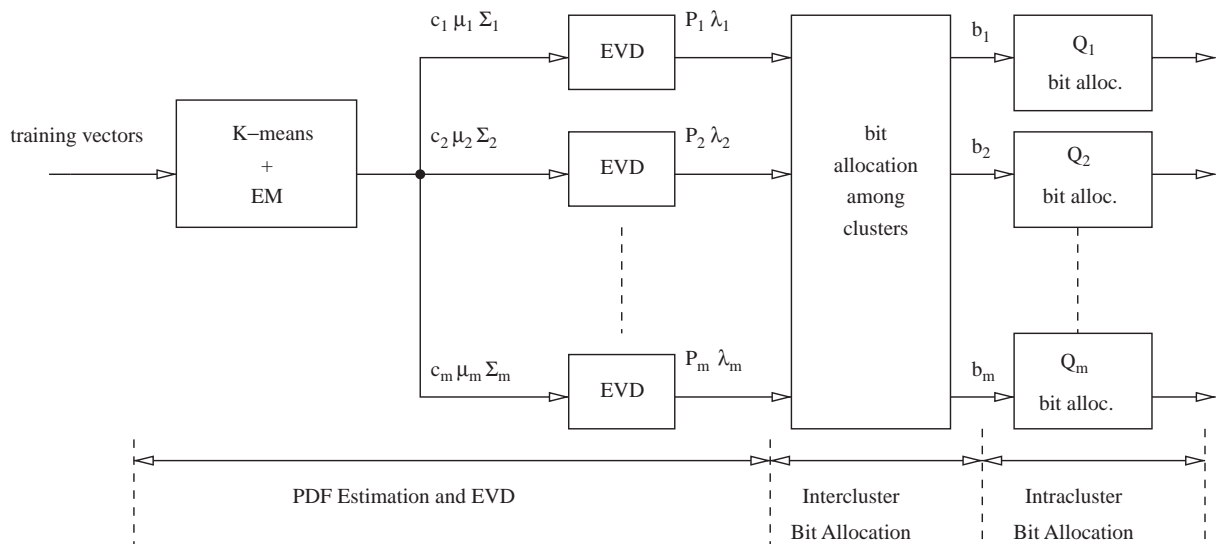 c₁ μ₁ Σ₁
P₁ λ₁
b₁
EVD
Q₁
bit alloc.
training vectors
K−means
+
EM
c₂ μ₂ Σ₂
P₂ λ₂
b₂
EVD
Q₂
bit alloc.
bit
allocation
among
clusters
cₘ μₘ Σₘ
Pₘ λₘ
bₘ
EVD
Qₘ
bit alloc.
PDF Estimation and EVD
Intercluster
Bit Allocation
Intracluster
Bit Allocation